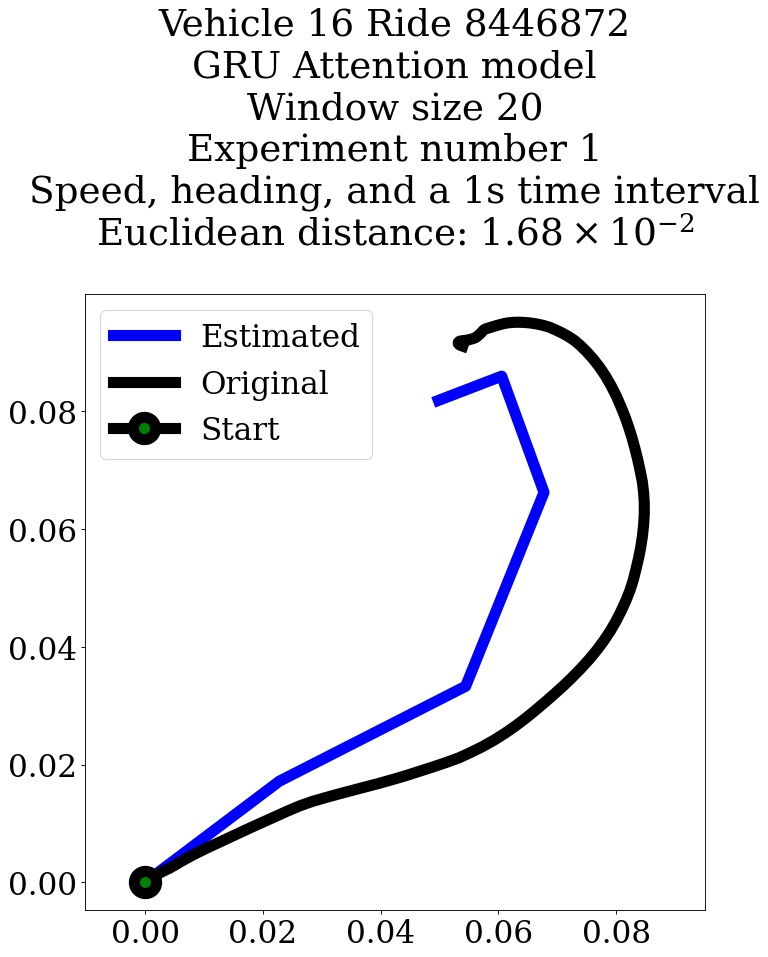 Vehicle 16 Ride 8446872
GRU Attention model
Window size 20
Experiment number 1
Speed, heading, and a 1s time interval
Euclidean distance: 1.68 × 10⁻²
Estimated
Original
Start
0.08
0.06
0.04
0.02
0.00
0.00 0.02 0.04 0.06 0.08